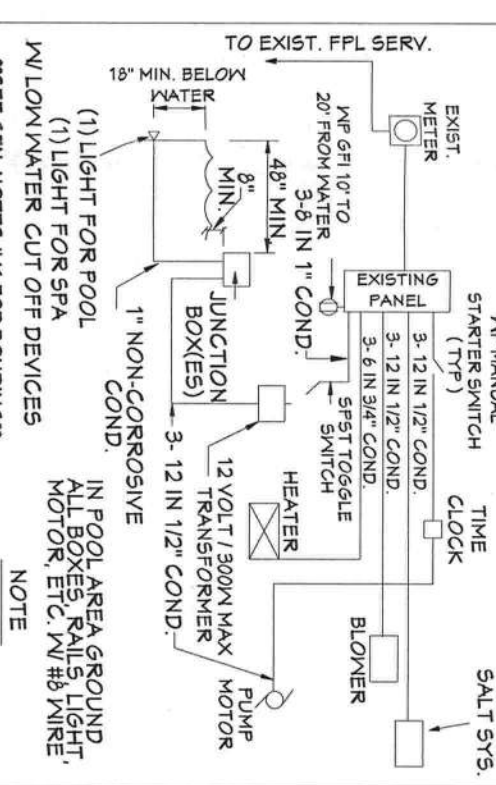 TO EXIST. FPL SERV.
18" MIN. BELOW
WATER
EXIST.
METER
WP GFI 10' TO
20' FROM WATER
48" MIN
8"
MIN.
3-8 IN 1" COND.
EXISTING
PANEL
MANUAL
STARTER SWITCH
(TYP)
3- 12 IN 1/2" COND.
3- 12 IN 1/2" COND.
3- 6 IN 3/4" COND.
SPST TOGGLE
SWITCH
TIME
CLOCK
SALT SYS.
BLOWER
HEATER
PUMP
MOTOR
JUNCTION
BOX(ES)
12 VOLT / 300W MAX
TRANSFORMER
3- 12 IN 1/2" COND.
1" NON-CORROSIVE
COND.
(1) LIGHT FOR POOL
(1) LIGHT FOR SPA
W/ LOW WATER CUT OFF DEVICES
IN POOL AREA GROUND
ALL BOXES, RAILS, LIGHT,
MOTOR, ETC. W/ #8 WIRE
NOTE